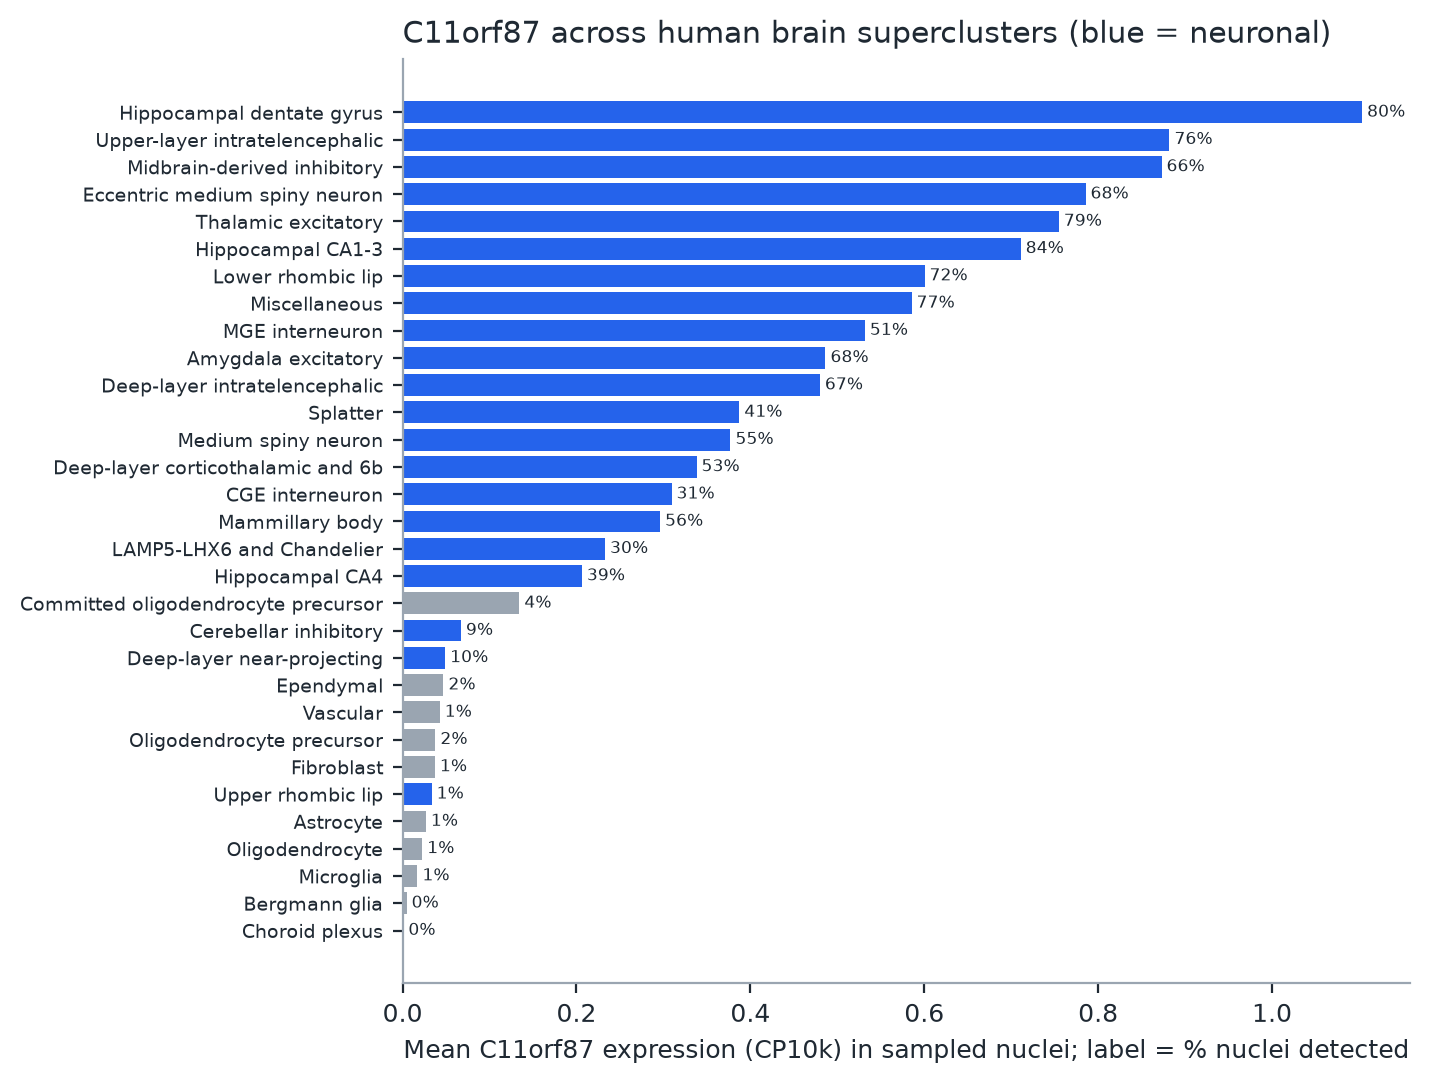 C11orf87 across human brain superclusters (blue = neuronal)
Hippocampal dentate gyrus 80%
Upper-layer intratelencephalic 76%
Midbrain-derived inhibitory 66%
Eccentric medium spiny neuron 68%
Thalamic excitatory 79%
Hippocampal CA1-3 84%
Lower rhombic lip 72%
Miscellaneous 77%
MGE interneuron 51%
Amygdala excitatory 68%
Deep-layer intratelencephalic 67%
Splatter 41%
Medium spiny neuron 55%
Deep-layer corticothalamic and 6b 53%
CGE interneuron 31%
Mammillary body 56%
LAMP5-LHX6 and Chandelier 30%
Hippocampal CA4 39%
Committed oligodendrocyte precursor 4%
Cerebellar inhibitory 9%
Deep-layer near-projecting 10%
Ependymal 2%
Vascular 1%
Oligodendrocyte precursor 2%
Fibroblast 1%
Upper rhombic lip 1%
Astrocyte 1%
Oligodendrocyte 1%
Microglia 1%
Bergmann glia 0%
Choroid plexus 0%
0.0 0.2 0.4 0.6 0.8 1.0
Mean C11orf87 expression (CP10k) in sampled nuclei; label = % nuclei detected